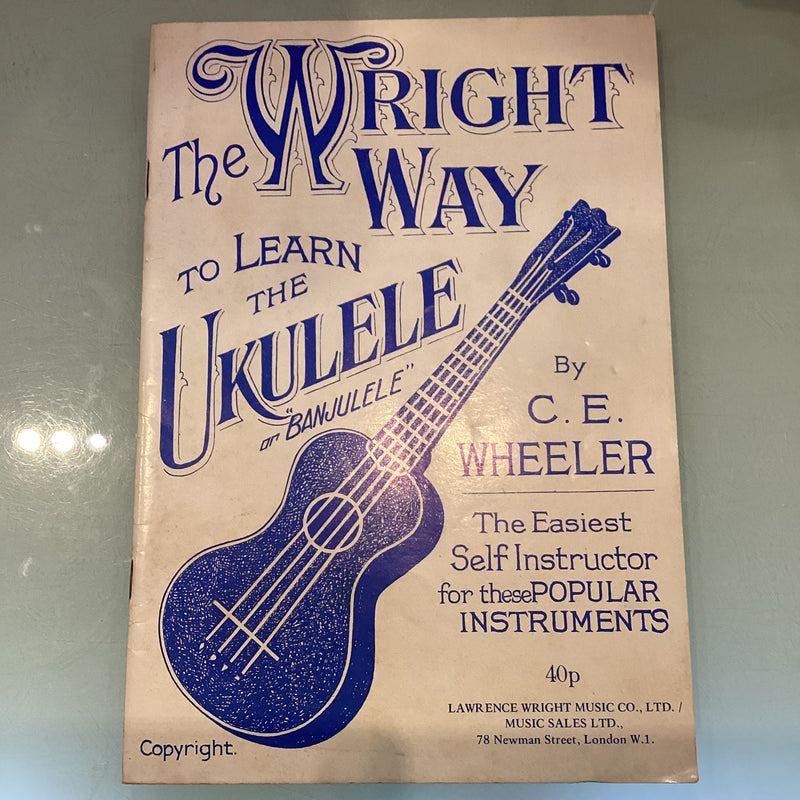 The WRIGHT
WAY
TO LEARN
THE
UKULELE
or "BANJULELE"
By
C. E.
WHEELER
The Easiest
Self Instructor
for these POPULAR
INSTRUMENTS
40p
LAWRENCE WRIGHT MUSIC CO., LTD. /
MUSIC SALES LTD.,
78 Newman Street, London W.1.
Copyright.